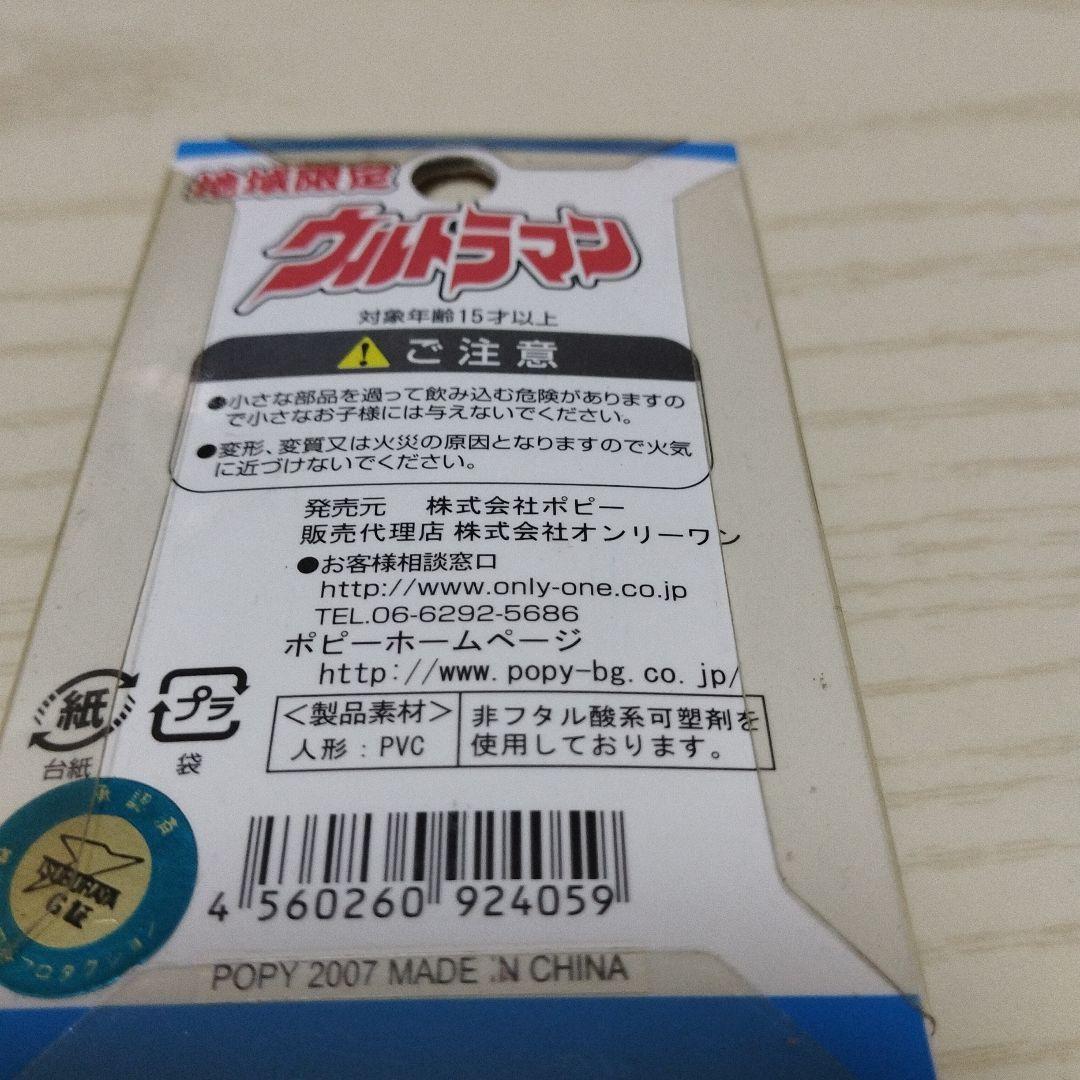 地域限定
ウルトラマン
対象年齢15才以上
ご注意
●小さな部品を過って飲み込む危険がありますの
で小さなお子様には与えないでください。
●変形、変質又は火災の原因となりますので火気
に近づけないでください。
発売元 株式会社ポピー
販売代理店 株式会社オンリーワン
●お客様相談窓口
http://www.only-one.co.jp
TEL.06-6292-5686
ポピーホームページ
http://www.popy-bg.co.jp/
＜製品素材＞
人形：PVC
非フタル酸系可塑剤を
使用しております。
紙
台紙
プラ
袋
TSUBURAYA
G証
4 560260 924059
POPY 2007 MADE IN CHINA